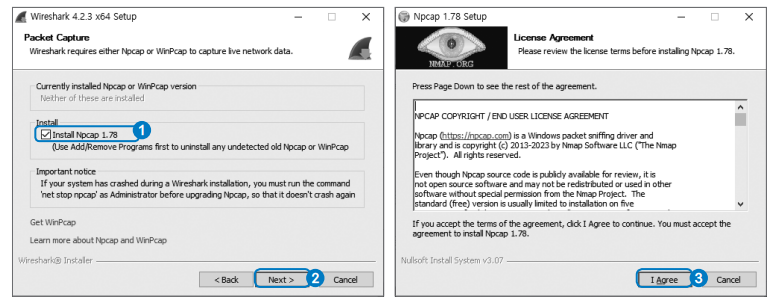 Wireshark 4.2.3 x64 Setup
Packet Capture
Wireshark requires either Npcap or WinPcap to capture live network data.
Currently installed Npcap or WinPcap version
Neither of these are installed
Install
Install Npcap 1.78
1
(Use Add/Remove Programs first to uninstall any undetected old Npcap or WinPcap
Important notice
If your system has crashed during a Wireshark installation, you must run the command
'net stop npcap' as Administrator before upgrading Npcap, so that it doesn't crash again
Get WinPcap
Learn more about Npcap and WinPcap
Wireshark® Installer
< Back
Next >
2
Cancel
Npcap 1.78 Setup
NMAP.ORG
License Agreement
Please review the license terms before installing Npcap 1.78.
Press Page Down to see the rest of the agreement.
NPCAP COPYRIGHT / END USER LICENSE AGREEMENT
Npcap (https://npcap.com) is a Windows packet sniffing driver and
library and is copyright (c) 2013-2023 by Nmap Software LLC ("The Nmap
Project"). All rights reserved.
Even though Npcap source code is publicly available for review, it is
not open source software and may not be redistributed or used in other
software without special permission from the Nmap Project. The
standard (free) version is usually limited to installation on five
If you accept the terms of the agreement, click I Agree to continue. You must accept the
agreement to install Npcap 1.78.
Nullsoft Install System v3.07
I Agree
3
Cancel